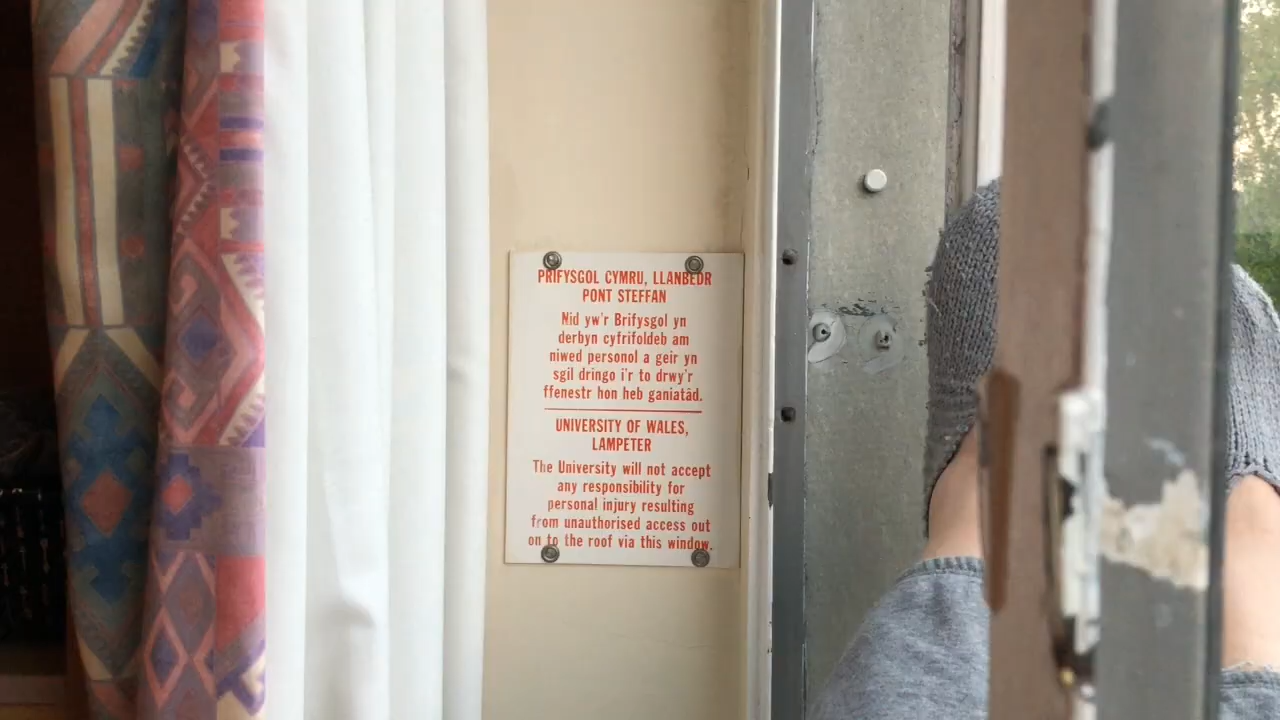 PRIFYSGOL CYMRU, LLANBEDR
PONT STEFFAN
Nid yw'r Brifysgol yn
derbyn cyfrifoldeb am
niwed personol a geir yn
sgil dringo i'r to drwy'r
ffenestr hon heb ganiatâd.
UNIVERSITY OF WALES,
LAMPETER
The University will not accept
any responsibility for
personal injury resulting
from unauthorised access out
on to the roof via this window.